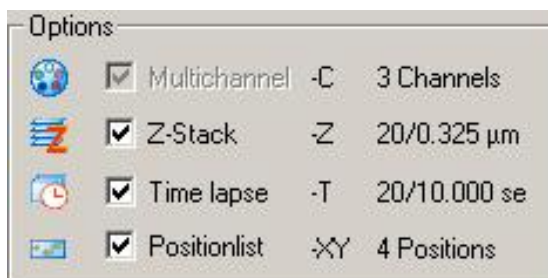 Options
Multichannel -C 3 Channels
Z-Stack -Z 20/0.325 µm
Time lapse -T 20/10.000 se
Positionlist -XY 4 Positions